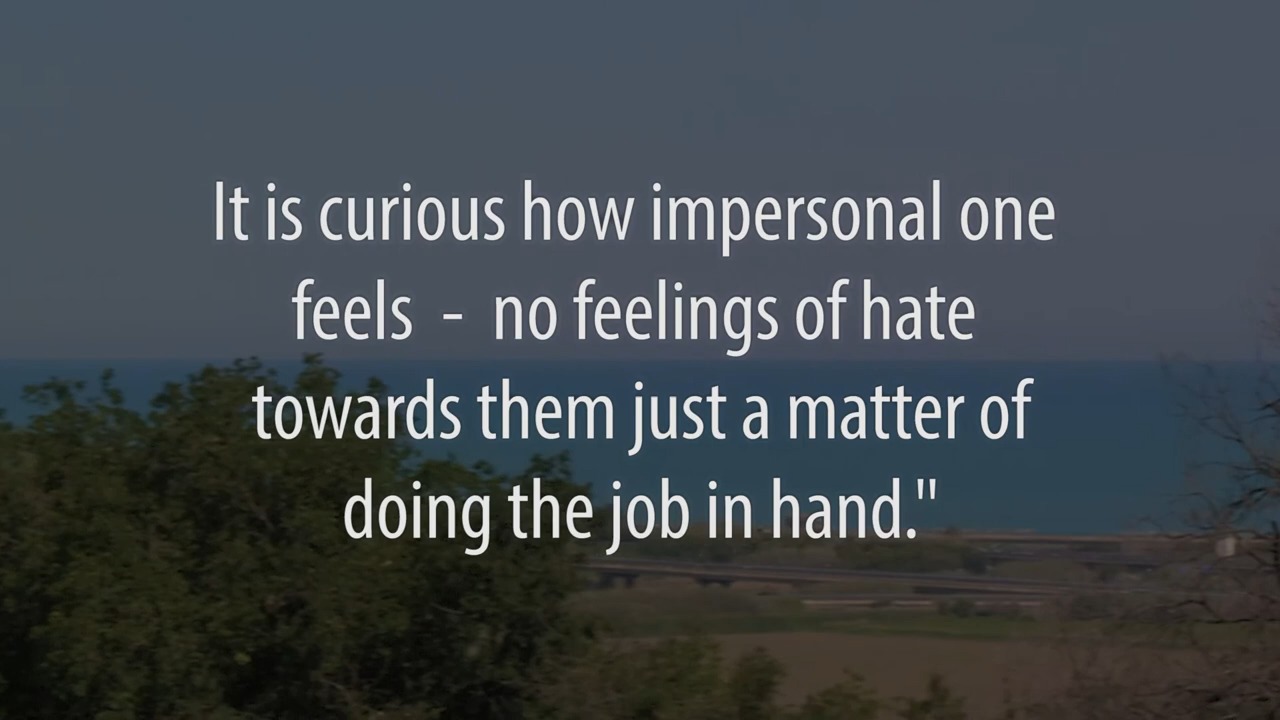 It is curious how impersonal one
feels - no feelings of hate
towards them just a matter of
doing the job in hand."